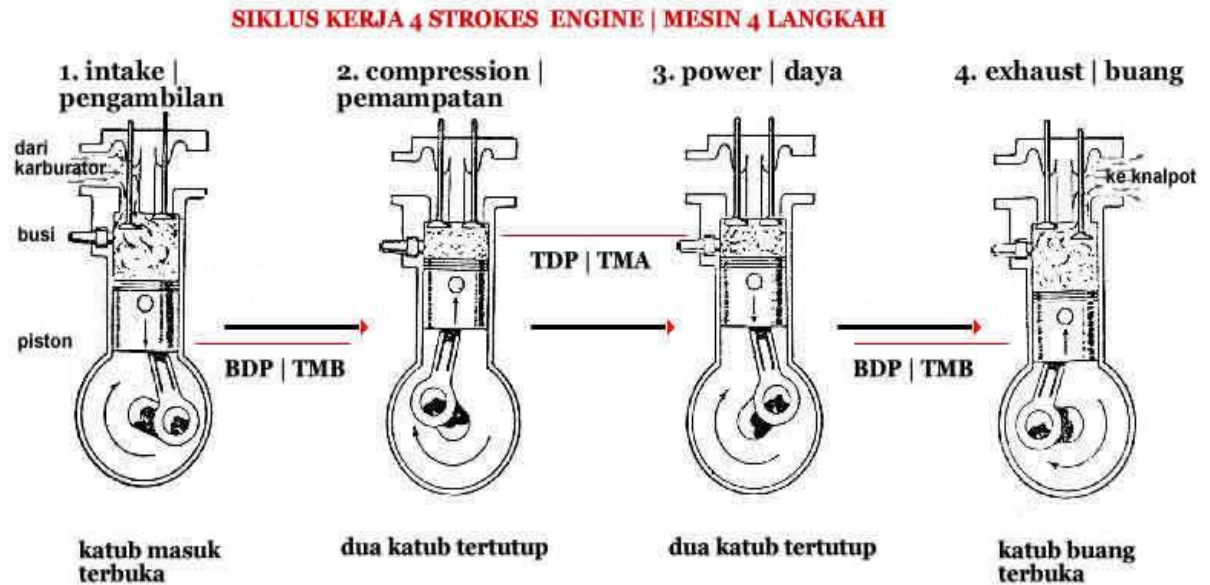 SIKLUS KERJA 4 STROKES ENGINE | MESIN 4 LANGKAH
1. intake |
pengambilan
2. compression |
pemampatan
3. power | daya
4. exhaust | buang
dari
karburator
ke knalpot
busi
TDP | TMA
piston
BDP | TMB
BDP | TMB
katub masuk
terbuka
dua katub tertutup
dua katub tertutup
katub buang
terbuka